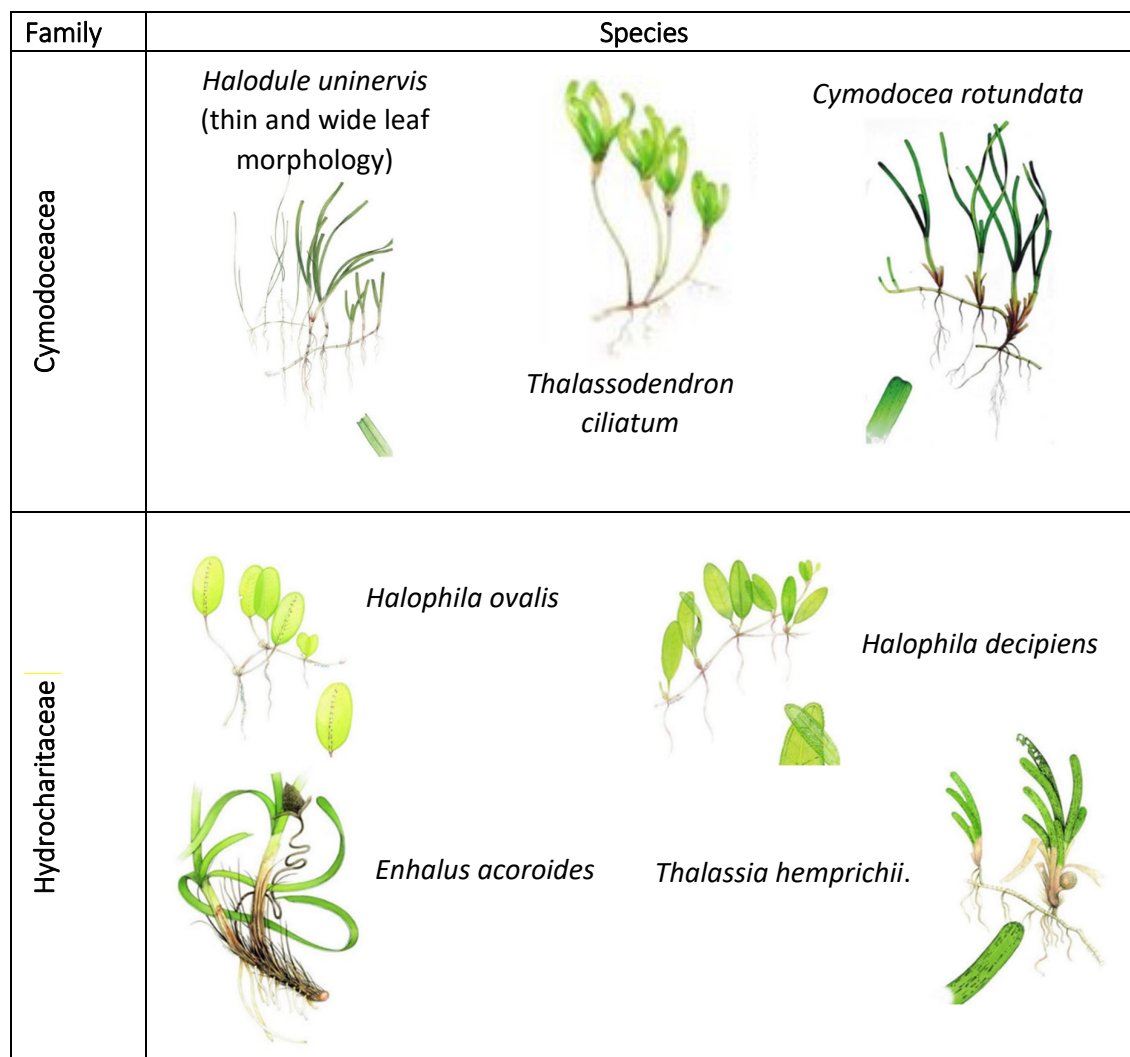 Family
Species
Cymodoceacea
Halodule uninervis
(thin and wide leaf
morphology)
Thalassodendron
ciliatum
Cymodocea rotundata
Hydrocharitaceae
Halophila ovalis
Halophila decipiens
Enhalus acoroides
Thalassia hemprichii.